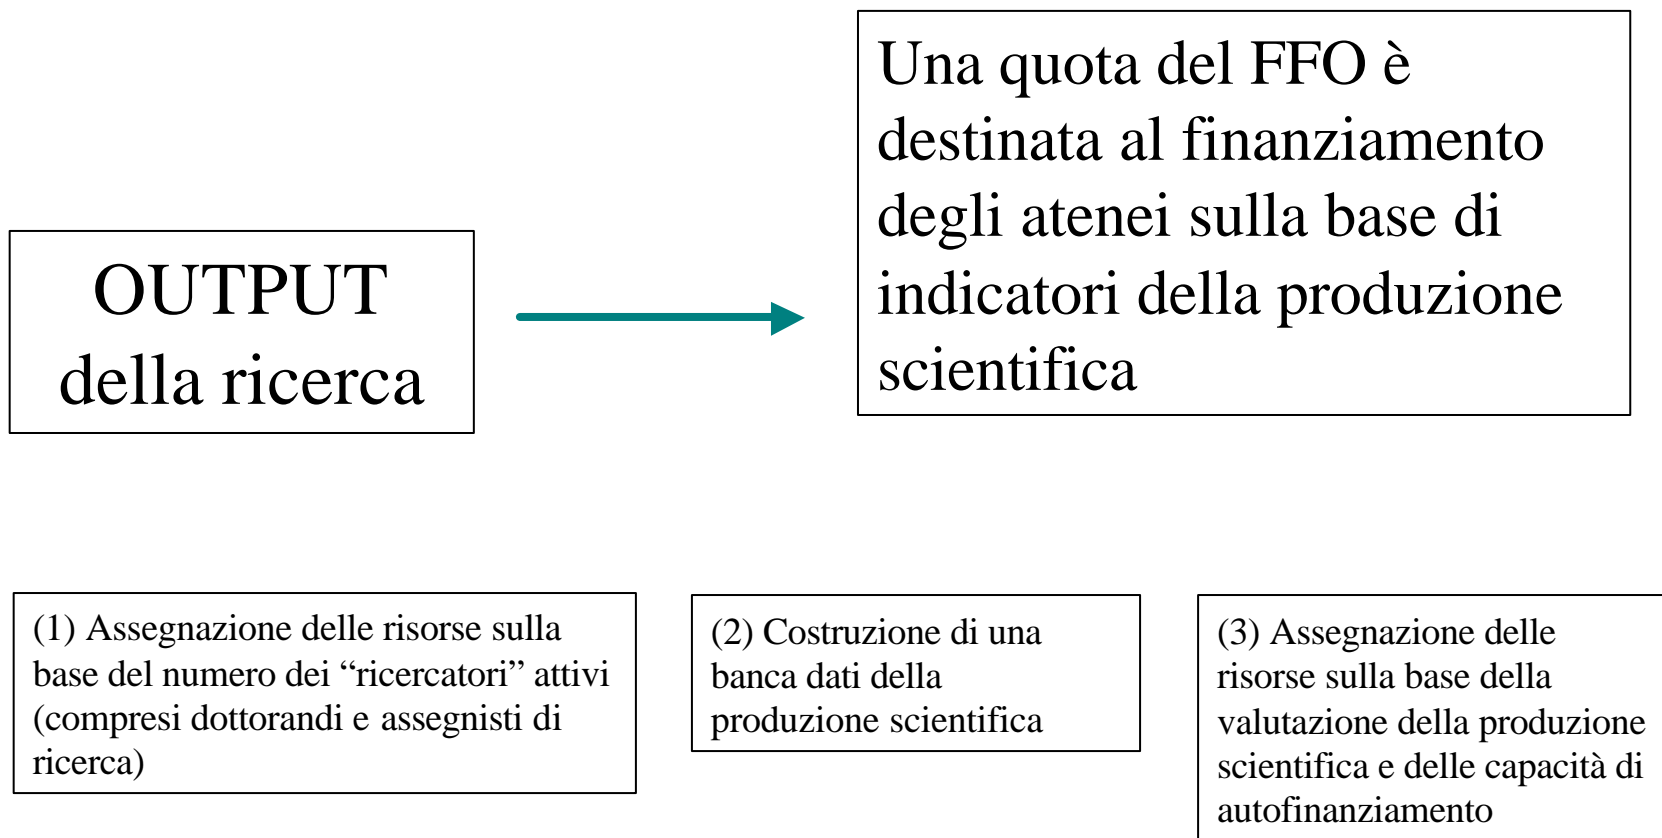 OUTPUT
della ricerca
Una quota del FFO è
destinata al finanziamento
degli atenei sulla base di
indicatori della produzione
scientifica
(1) Assegnazione delle risorse sulla
base del numero dei “ricercatori” attivi
(compresi dottorandi e assegnisti di
ricerca)
(2) Costruzione di una
banca dati della
produzione scientifica
(3) Assegnazione delle
risorse sulla base della
valutazione della produzione
scientifica e delle capacità di
autofinanziamento